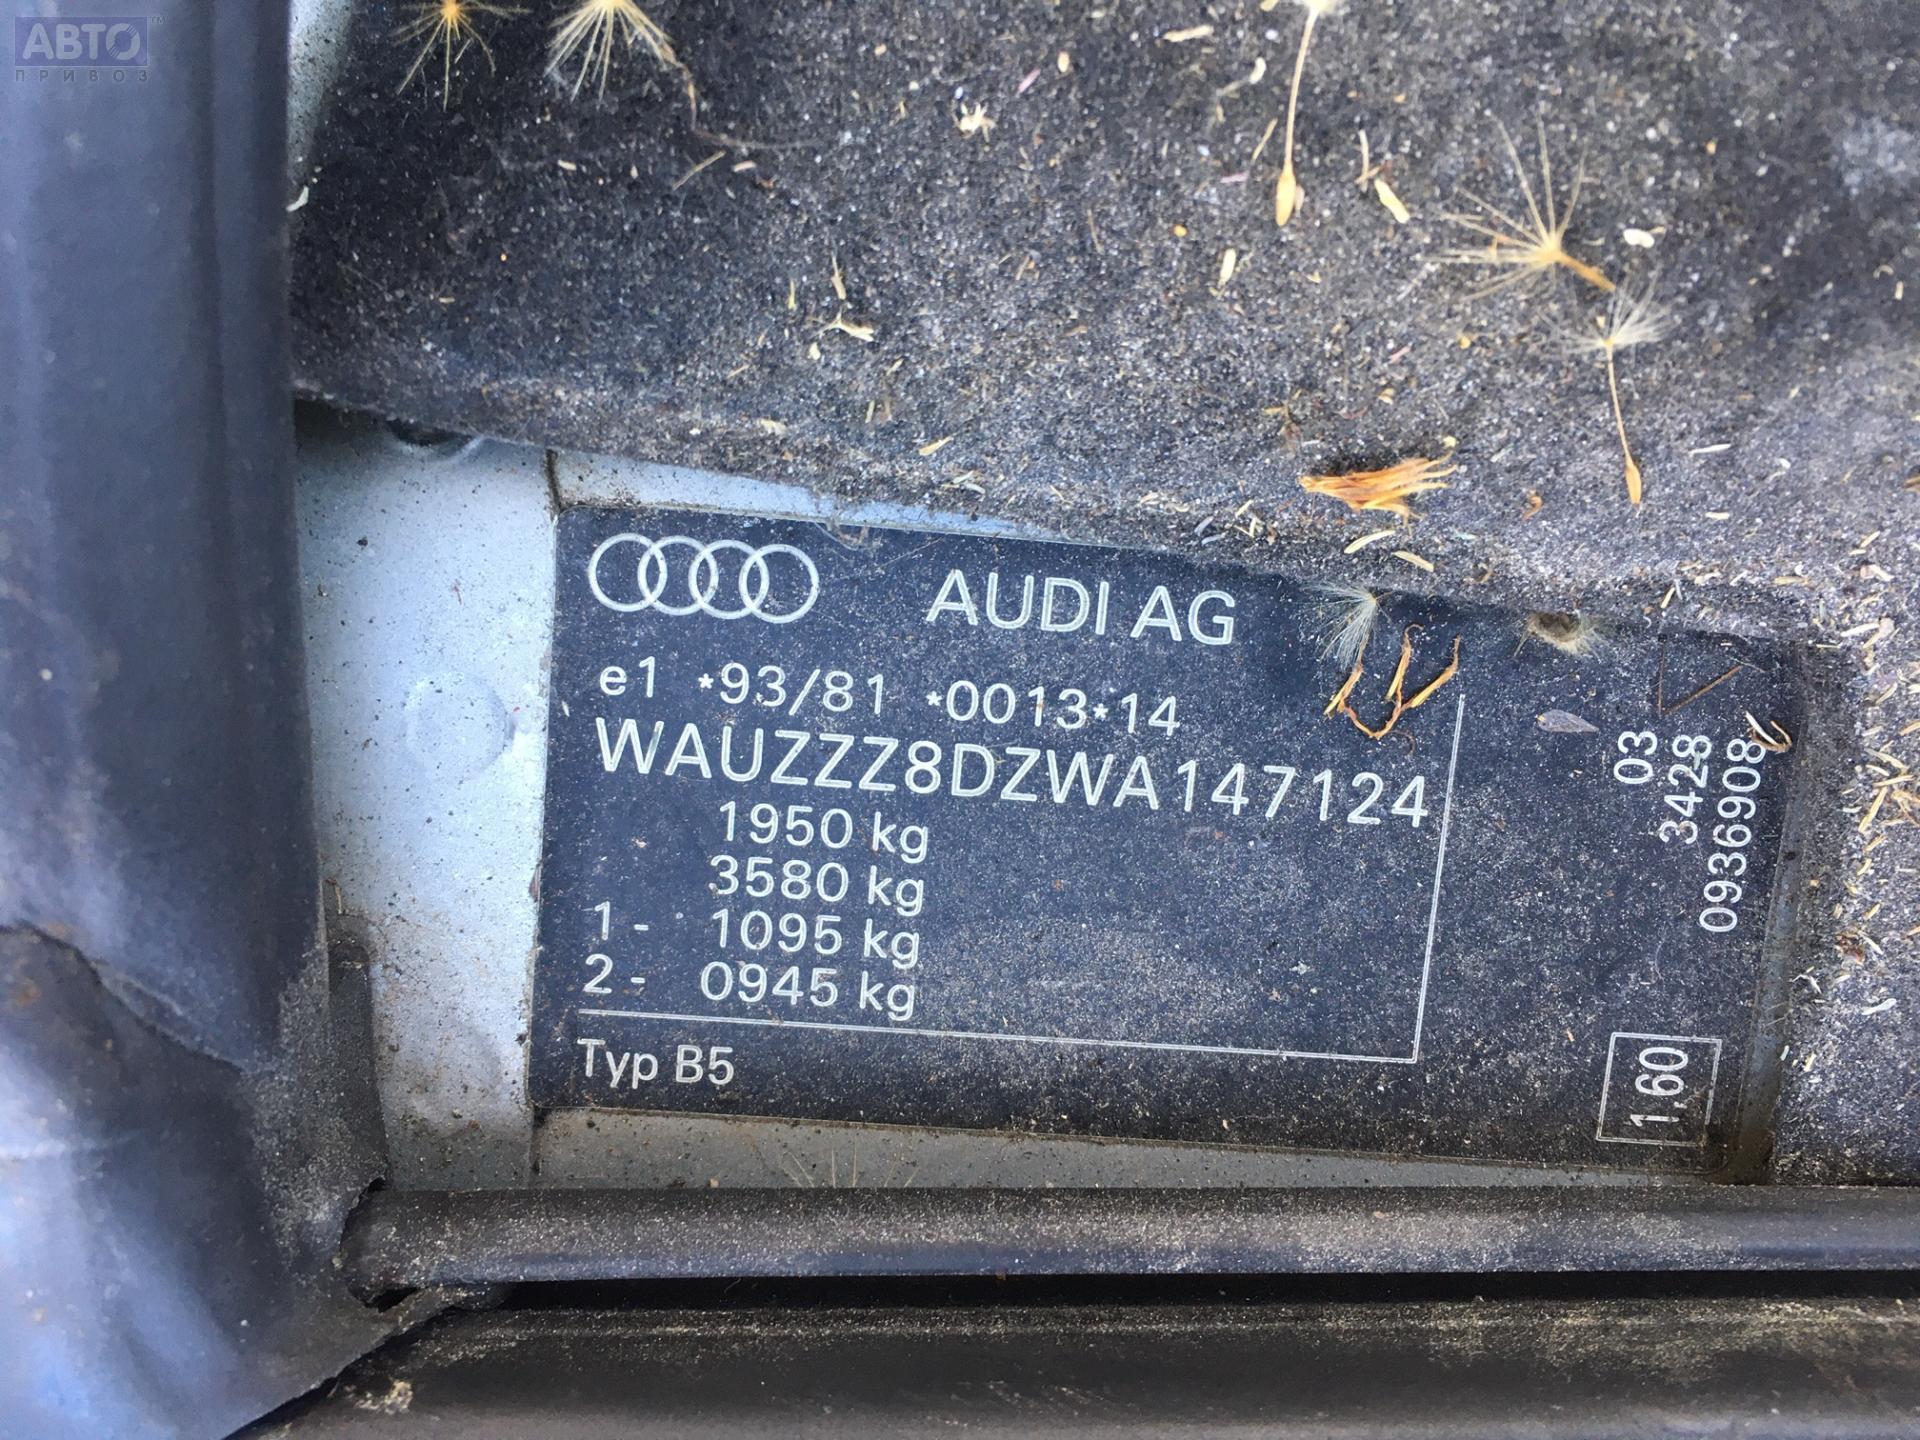 АВТО™
ПРИВОЗ
AUDI AG
e1 *93/81 *0013*14
WAUZZZ8DZWA147124
1950 kg
3580 kg
1- 1095 kg
2- 0945 kg
Typ B5
03
3428
0936908
1,60